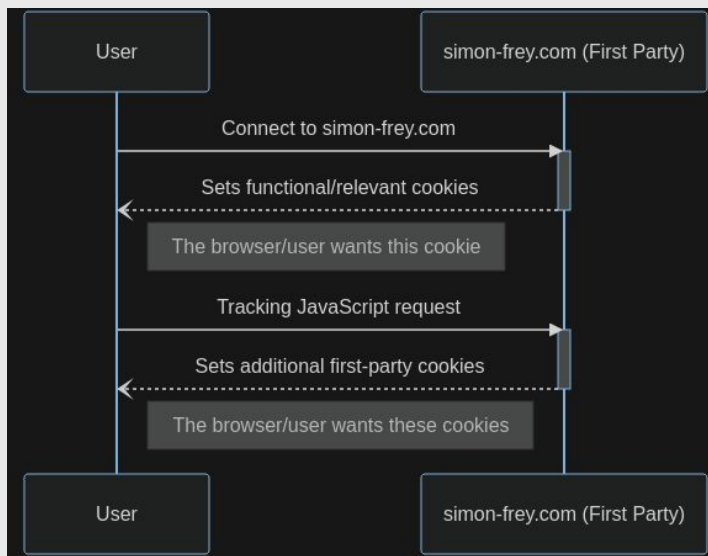 User
simon-frey.com (First Party)
Connect to simon-frey.com
Sets functional/relevant cookies
The browser/user wants this cookie
Tracking JavaScript request
Sets additional first-party cookies
The browser/user wants these cookies
User
simon-frey.com (First Party)